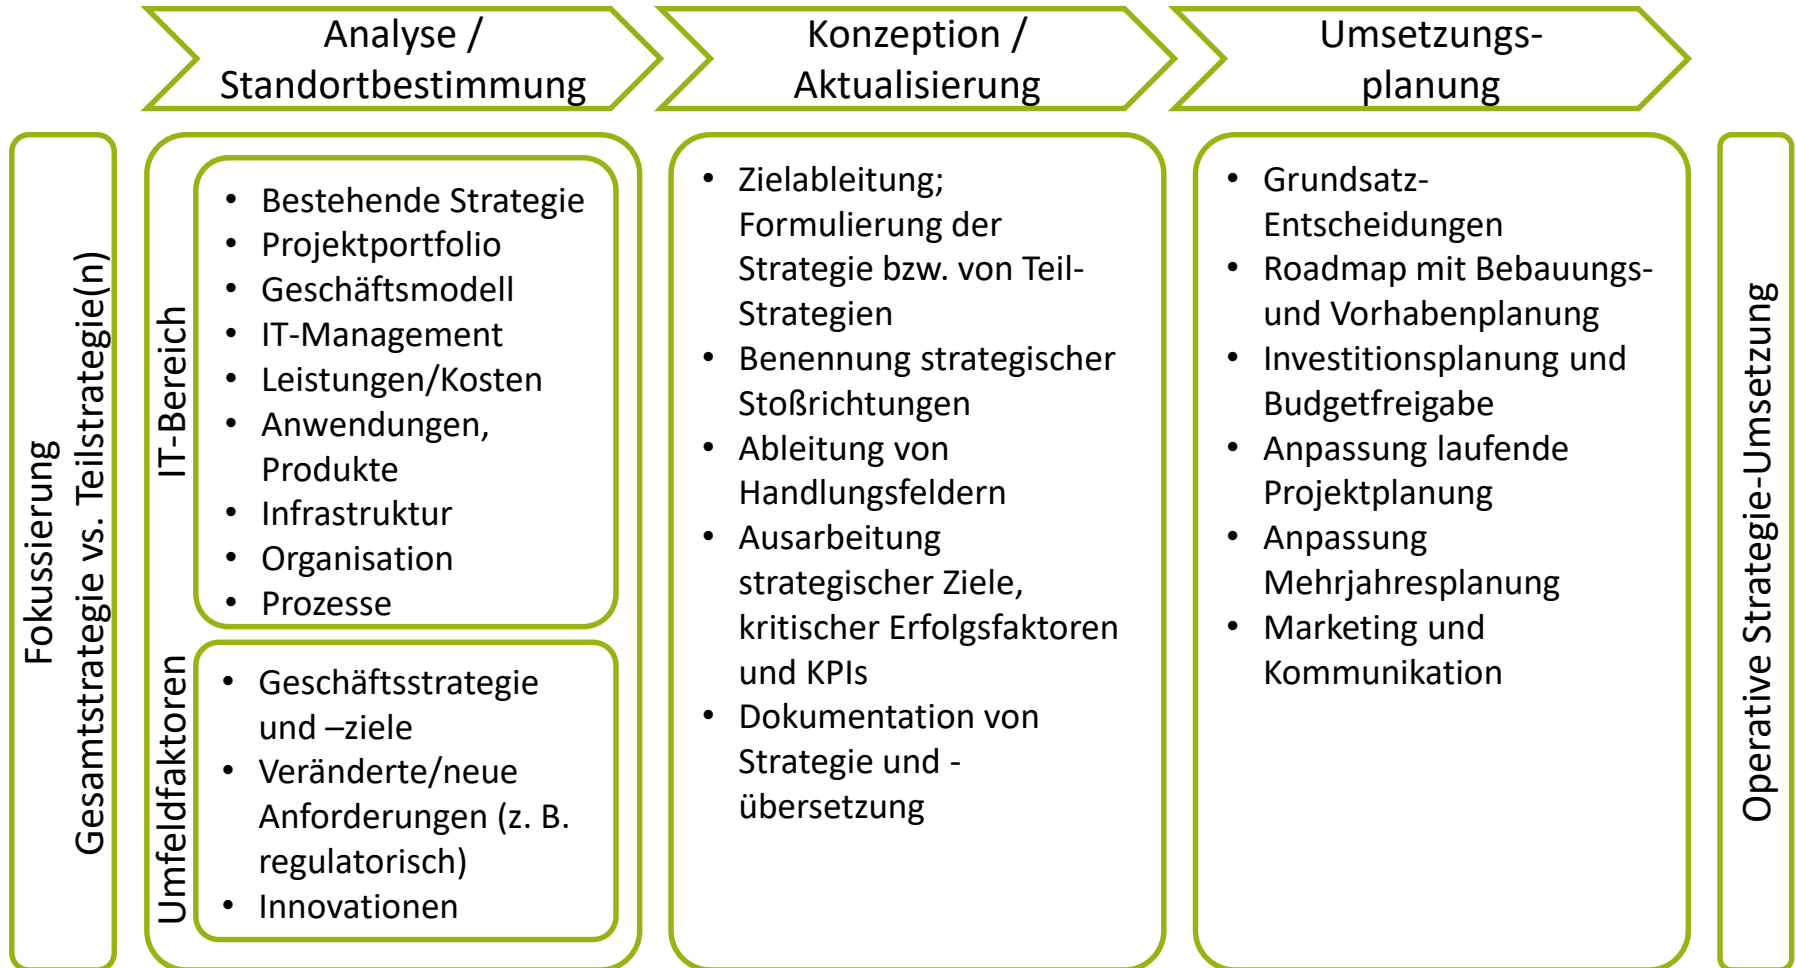 Analyse /
Standortbestimmung
Konzeption /
Aktualisierung
Umsetzungs-
planung
Fokussierung
Gesamtstrategie vs. Teilstrategie(n)
IT-Bereich
• Bestehende Strategie
• Projektportfolio
• Geschäftsmodell
• IT-Management
• Leistungen/Kosten
• Anwendungen,
Produkte
• Infrastruktur
• Organisation
• Prozesse
Umfeldfaktoren
• Geschäftsstrategie
und –ziele
• Veränderte/neue
Anforderungen (z. B.
regulatorisch)
• Innovationen
• Zielableitung;
Formulierung der
Strategie bzw. von Teil-
Strategien
• Benennung strategischer
Stoßrichtungen
• Ableitung von
Handlungsfeldern
• Ausarbeitung
strategischer Ziele,
kritischer Erfolgsfaktoren
und KPIs
• Dokumentation von
Strategie und -
übersetzung
• Grundsatz-
Entscheidungen
• Roadmap mit Bebauungs-
und Vorhabenplanung
• Investitionsplanung und
Budgetfreigabe
• Anpassung laufende
Projektplanung
• Anpassung
Mehrjahresplanung
• Marketing und
Kommunikation
Operative Strategie-Umsetzung